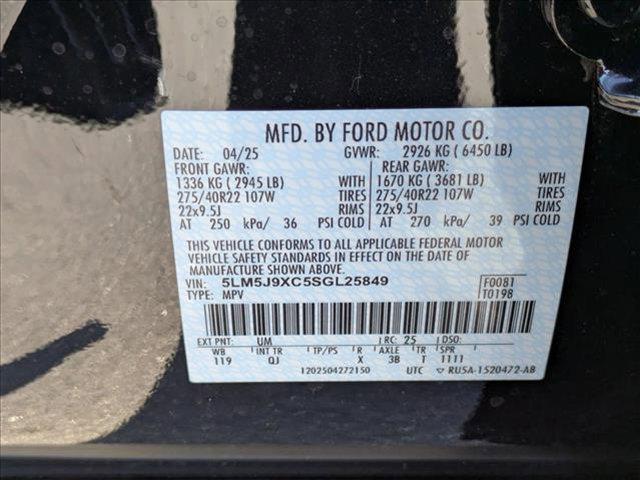 MFD. BY FORD MOTOR CO.
DATE: 04/25 GVWR: 2926 KG ( 6450 LB)
FRONT GAWR: REAR GAWR:
1336 KG ( 2945 LB) WITH 1670 KG ( 3681 LB) WITH
275/40R22 107W TIRES 275/40R22 107W TIRES
22x9.5J RIMS 22x9.5J RIMS
AT 250 kPa/ 36 PSI COLD AT 270 kPa/ 39 PSI COLD
THIS VEHICLE CONFORMS TO ALL APPLICABLE FEDERAL MOTOR
VEHICLE SAFETY STANDARDS IN EFFECT ON THE DATE OF
MANUFACTURE SHOWN ABOVE.
VIN: 5LM5J9XC5SGL25849 F0081
TYPE: MPV T0198
EXT PNT: UM RC: 25 DSO:
WB INT TR TP/PS R AXLE TR SPR
119 QJ X 3B T 1111
1202504272150 UTC ▽ RU5A-1520472-AB